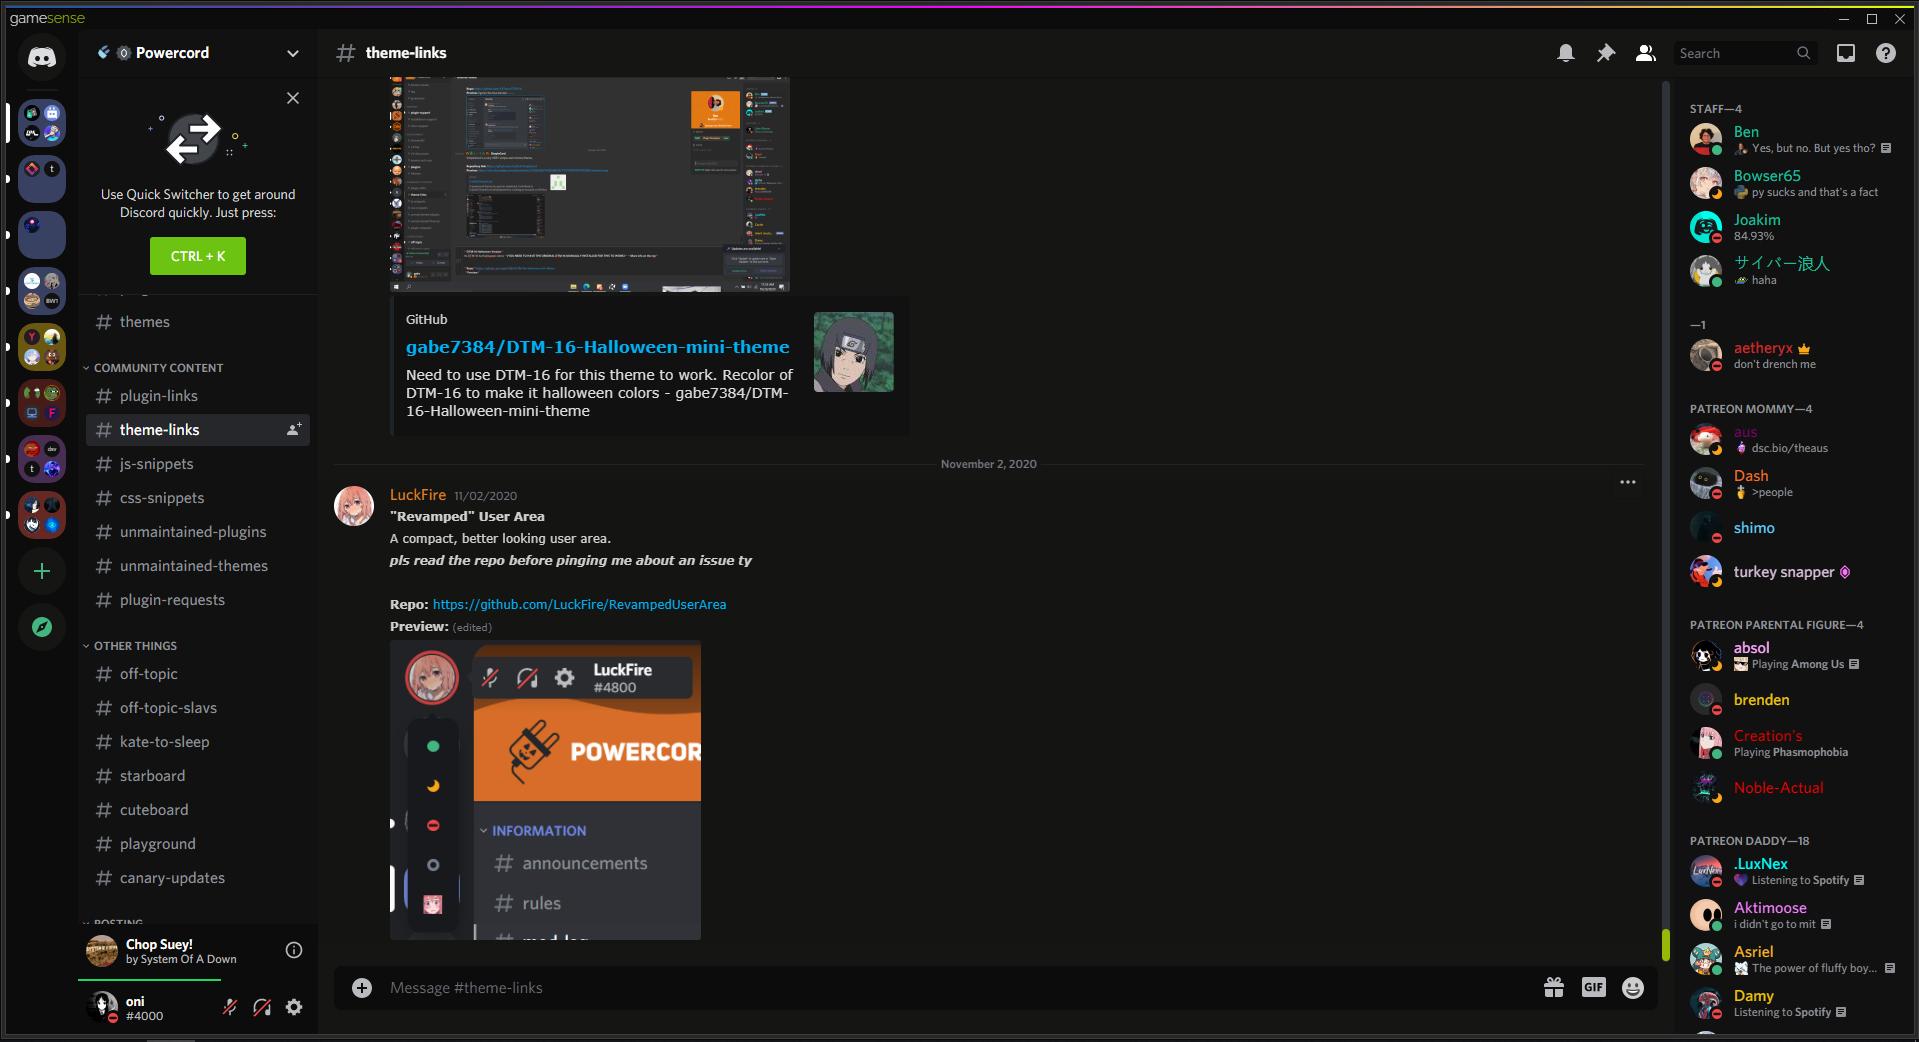 gamesense
Powercord
Use Quick Switcher to get around
Discord quickly. Just press:
CTRL + K
themes
COMMUNITY CONTENT
plugin-links
theme-links
js-snippets
css-snippets
unmaintained-plugins
unmaintained-themes
plugin-requests
OTHER THINGS
off-topic
off-topic-slavs
kate-to-sleep
starboard
cuteboard
playground
canary-updates
POSTING
Chop Suey!
by System Of A Down
oni
#4000
theme-links
Search
GitHub
gabe7384/DTM-16-Halloween-mini-theme
Need to use DTM-16 for this theme to work. Recolor of
DTM-16 to make it halloween colors - gabe7384/DTM-
16-Halloween-mini-theme
November 2, 2020
LuckFire 11/02/2020
"Revamped" User Area
A compact, better looking user area.
pls read the repo before pinging me about an issue ty
Repo: https://github.com/LuckFire/RevampedUserArea
Preview: (edited)
LuckFire
#4800
POWERCOR
INFORMATION
announcements
rules
mod-log
Message #theme-links
GIF
STAFF—4
Ben
Yes, but no. But yes tho?
Bowser65
py sucks and that's a fact
Joakim
84.93%
サイバー浪人
haha
—1
aetheryx
don't drench me
PATREON MOMMY—4
aus
dsc.bio/theaus
Dash
>people
shimo
turkey snapper
PATREON PARENTAL FIGURE—4
absol
Playing Among Us
brenden
Creation's
Playing Phasmophobia
Noble-Actual
PATREON DADDY—18
.LuxNex
Listening to Spotify
Aktimoose
i didn't go to mit
Asriel
The power of fluffy boy...
Damy
Listening to Spotify